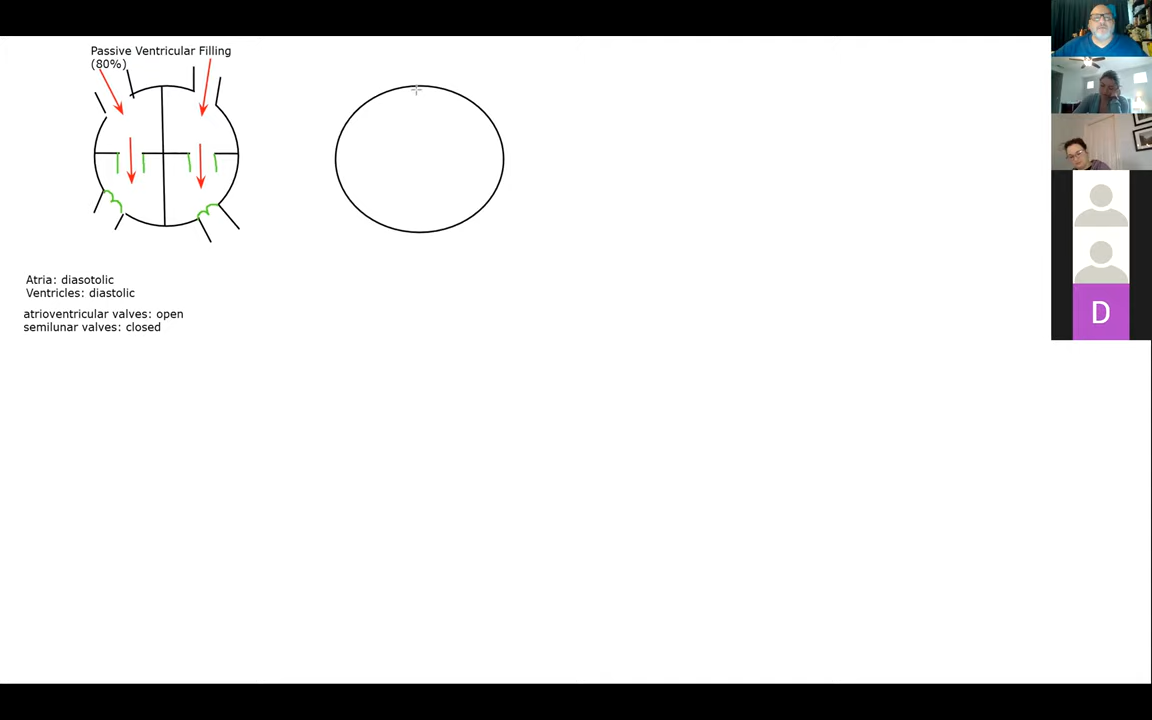 Passive Ventricular Filling
(80%)
Atria: diasotolic
Ventricles: diastolic
atrioventricular valves: open
semilunar valves: closed
D